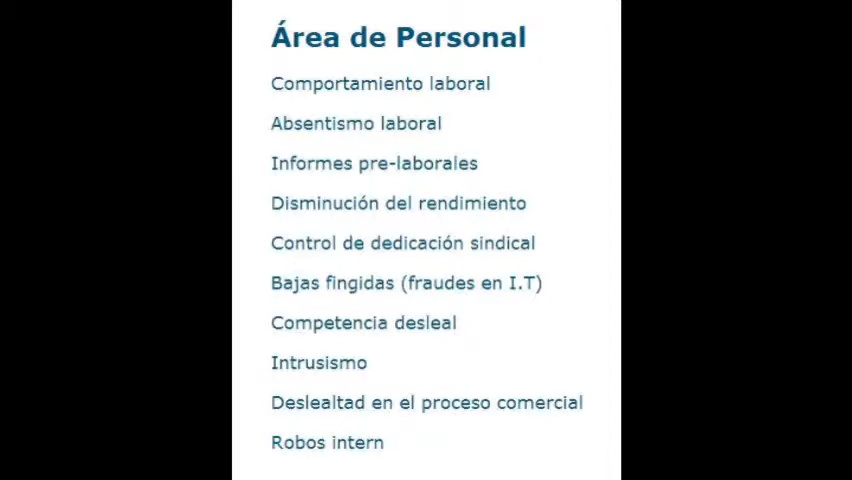 Área de Personal
Comportamiento laboral
Absentismo laboral
Informes pre-laborales
Disminución del rendimiento
Control de dedicación sindical
Bajas fingidas (fraudes en I.T)
Competencia desleal
Intrusismo
Deslealtad en el proceso comercial
Robos intern